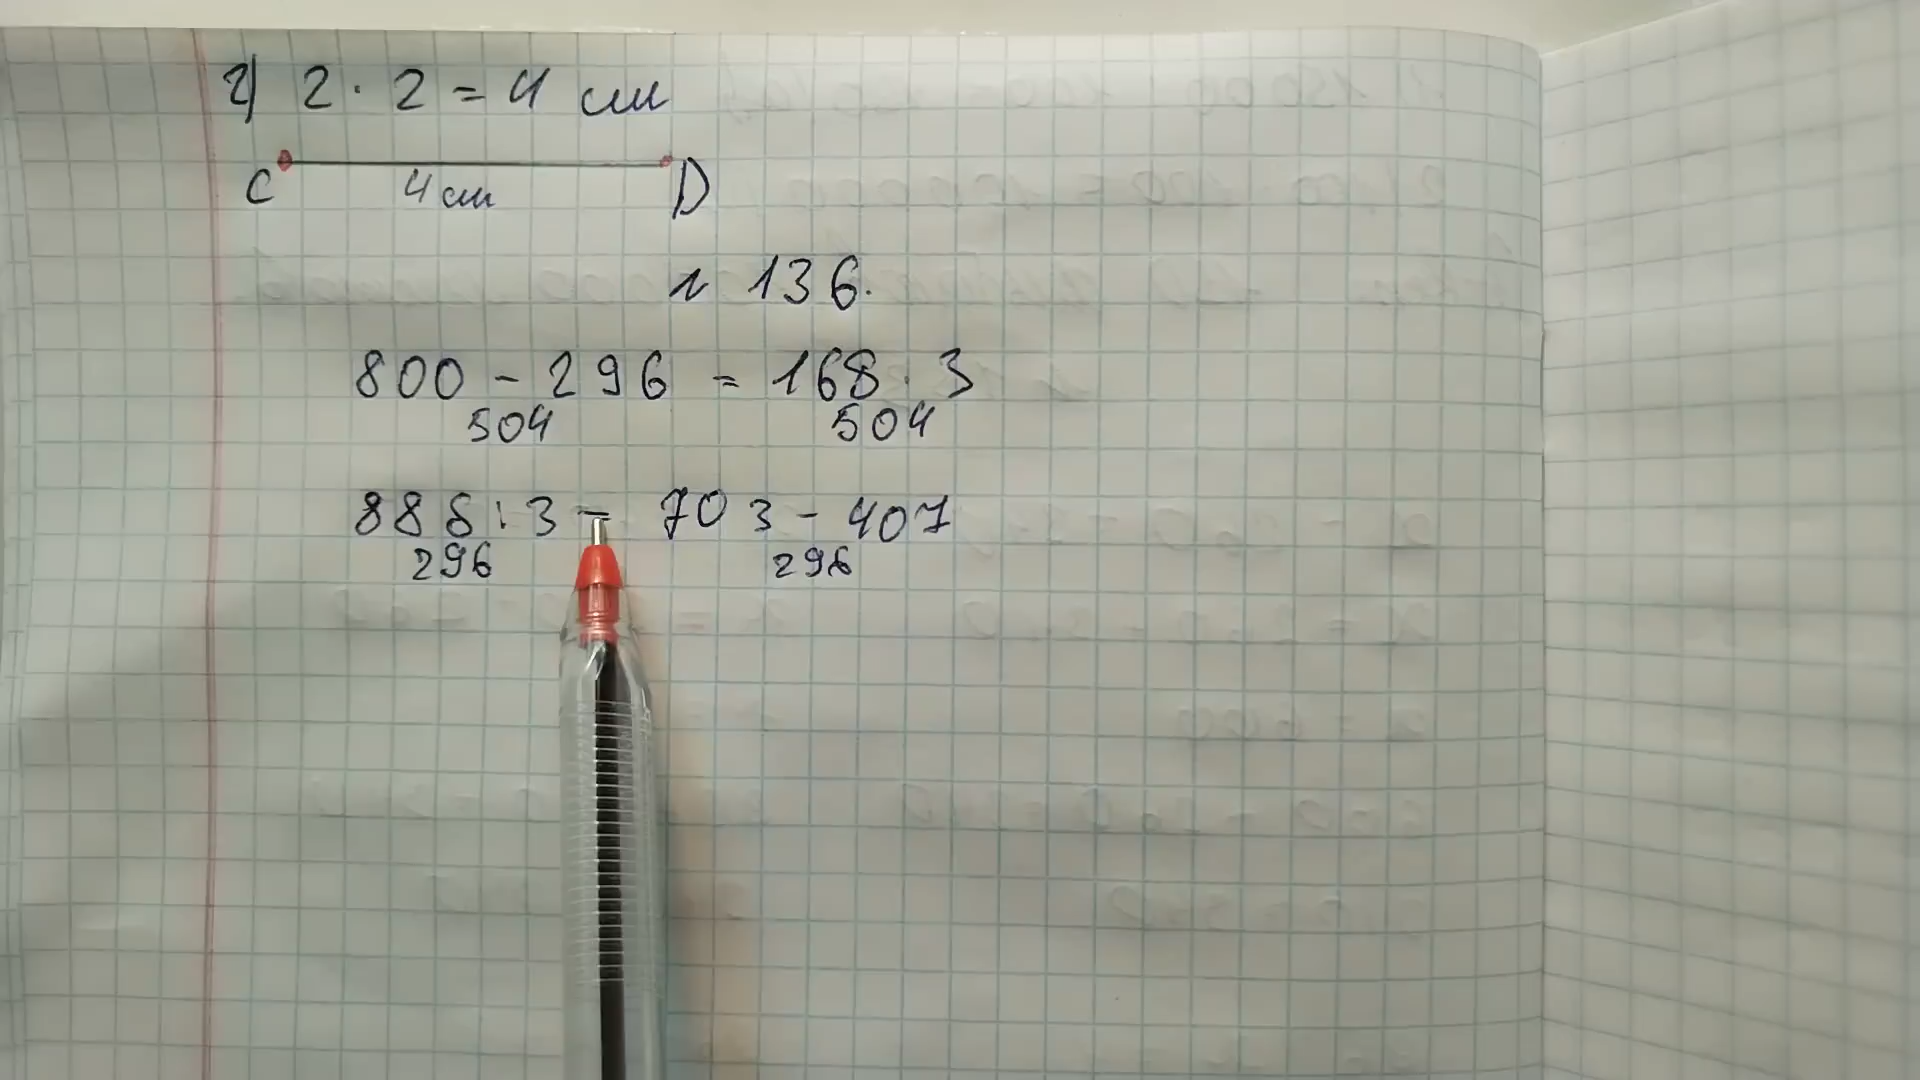 2) 2 · 2 = 4 см
C 4 см D
№ 136.
800 - 296 = 168 · 3
504 504
888 : 3 = 703 - 407
296 296